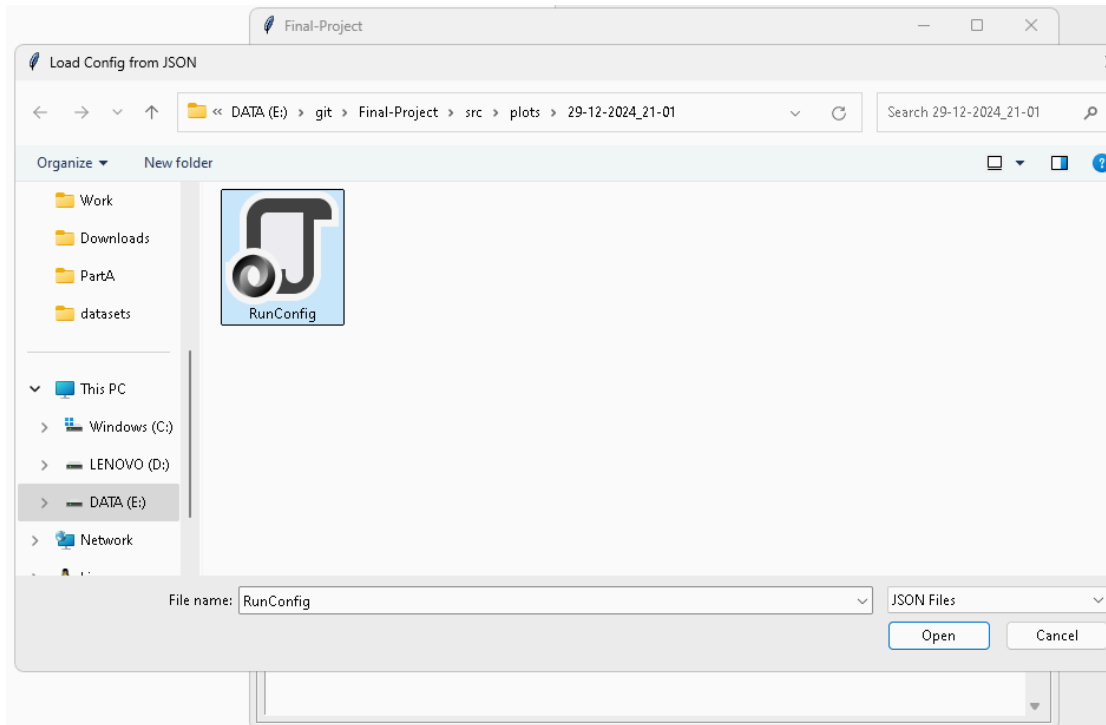 Final-Project
Load Config from JSON
« DATA (E:) › git › Final-Project › src › plots › 29-12-2024_21-01
Search 29-12-2024_21-01
Organize
New folder
?
Work
Downloads
PartA
datasets
RunConfig
This PC
Windows (C:)
LENOVO (D:)
DATA (E:)
Network
File name: RunConfig
JSON Files
Open
Cancel